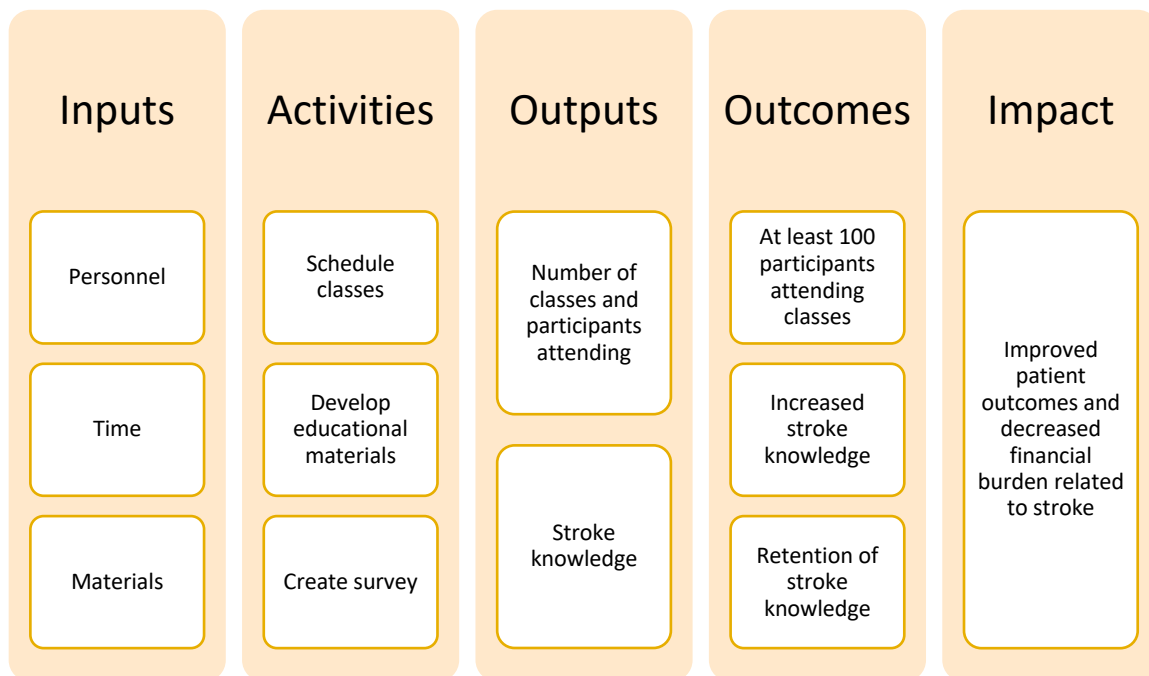 Inputs
Personnel
Time
Materials
Activities
Schedule
classes
Develop
educational
materials
Create survey
Outputs
Number of
classes and
participants
attending
Stroke
knowledge
Outcomes
At least 100
participants
attending
classes
Increased
stroke
knowledge
Retention of
stroke
knowledge
Impact
Improved
patient
outcomes and
decreased
financial
burden related
to stroke